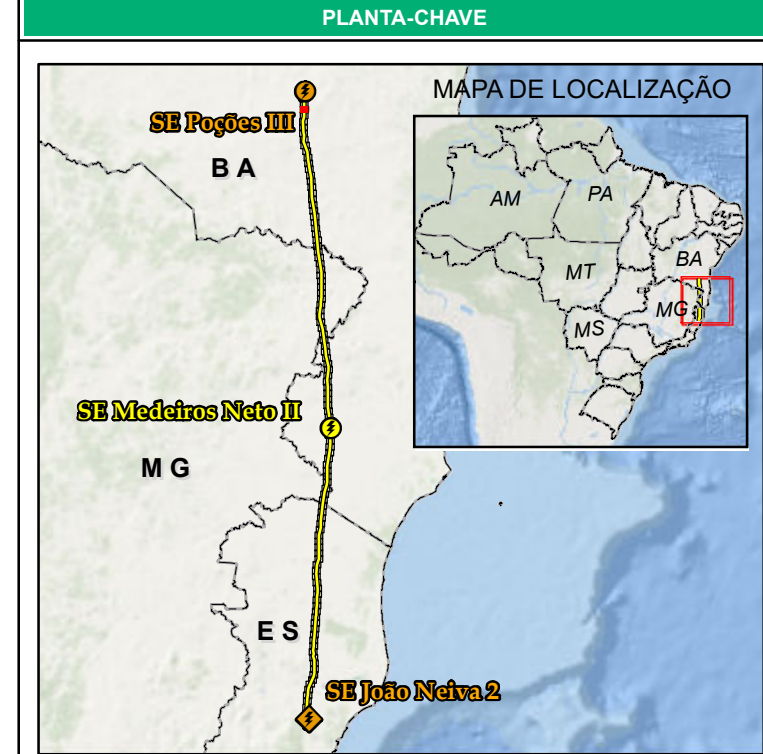 PLANTA-CHAVE
MAPA DE LOCALIZAÇÃO
SE Poções III
B A
AM
PA
BA
MT
MG
MS
SE Medeiros Neto II
M G
E S
SE João Neiva 2